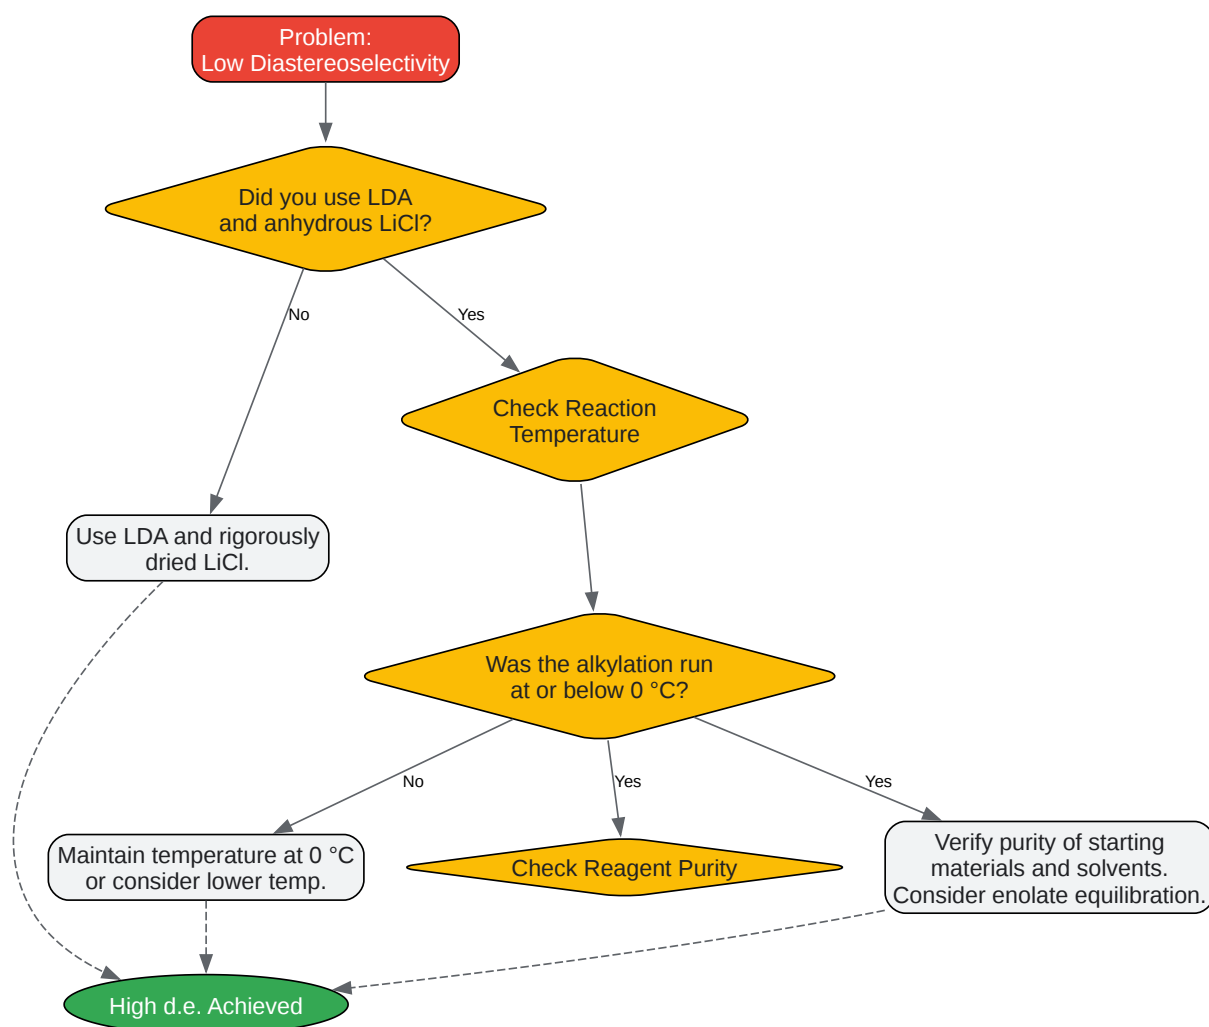 Problem:
Low Diastereoselectivity
Did you use LDA
and anhydrous LiCl?
No
Yes
Check Reaction
Temperature
Use LDA and rigorously
dried LiCl.
Was the alkylation run
at or below 0 °C?
No
Yes
Yes
Maintain temperature at 0 °C
or consider lower temp.
Check Reagent Purity
Verify purity of starting
materials and solvents.
Consider enolate equilibration.
High d.e. Achieved